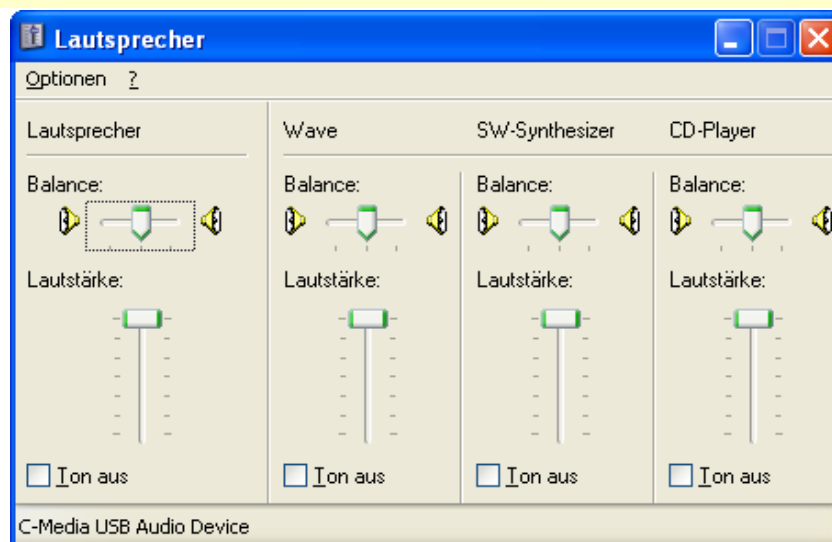 Lautsprecher
Optionen ?
Lautsprecher Wave SW-Synthesizer CD-Player
Balance: Balance: Balance: Balance:
Lautstärke: Lautstärke: Lautstärke: Lautstärke:
Ton aus Ton aus Ton aus Ton aus
C-Media USB Audio Device